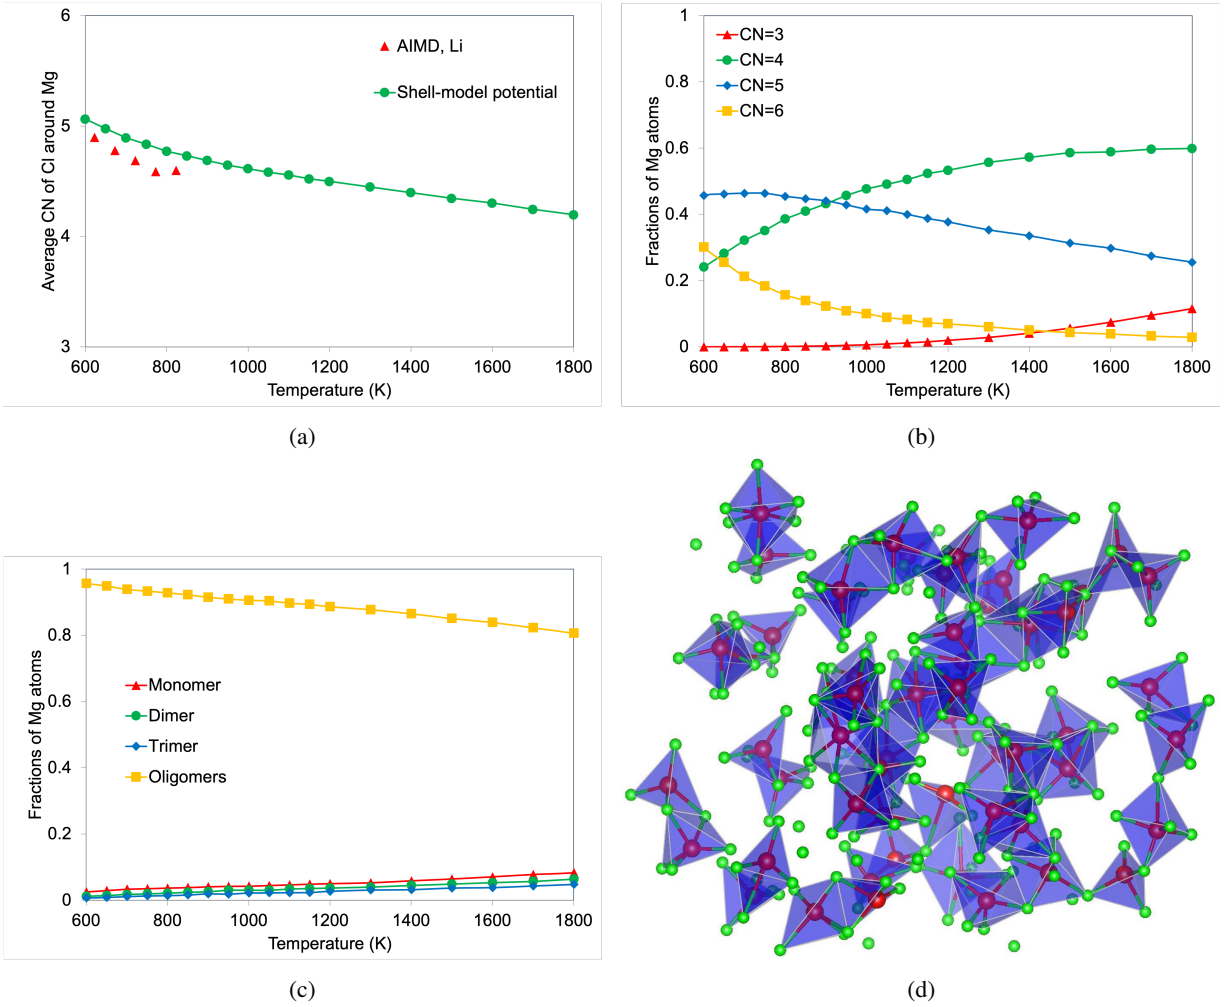 6
5
4
3
Average CN of Cl around Mg
AIMD, Li
Shell-model potential
600 800 1000 1200 1400 1600 1800
Temperature (K)
(a)
1
0.8
0.6
0.4
0.2
0
Fractions of Mg atoms
CN=3
CN=4
CN=5
CN=6
600 800 1000 1200 1400 1600 1800
Temperature (K)
(b)
1
0.8
0.6
0.4
0.2
0
Fractions of Mg atoms
Monomer
Dimer
Trimer
Oligomers
600 800 1000 1200 1400 1600 1800
Temperature (K)
(c)
(d)